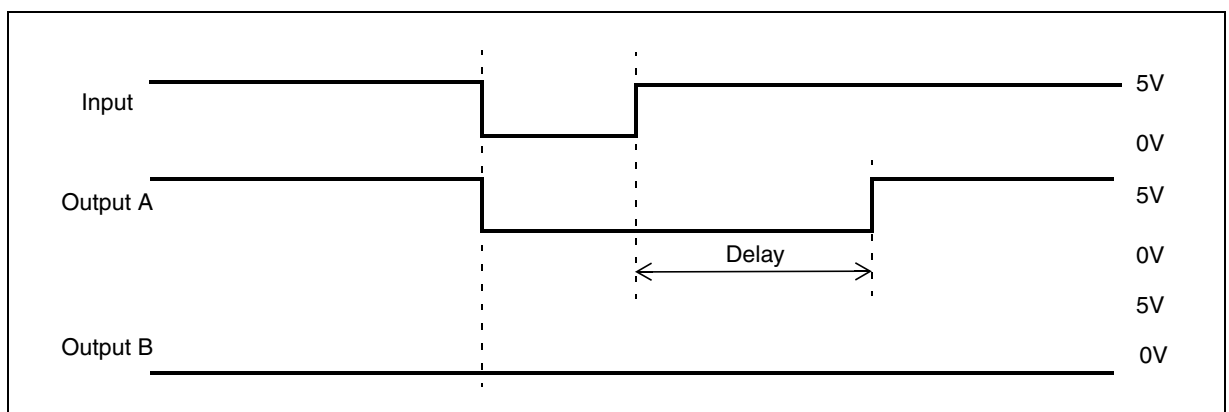 Input
5V
0V
Output A
5V
Delay
0V
5V
Output B
0V